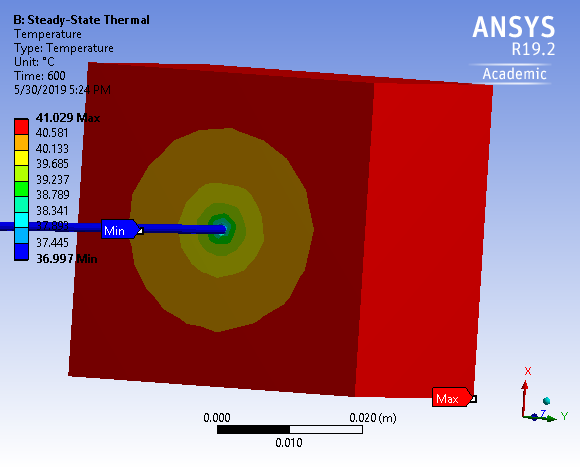 B: Steady-State Thermal
Temperature
Type: Temperature
Unit: °C
Time: 600
5/30/2019 5:24 PM
ANSYS
R19.2
Academic
41.029 Max
40.581
40.133
39.685
39.237
38.789
38.341
37.445
36.997 Min
Min
Max
0.000
0.020 (m)
0.010
X
Y
Z